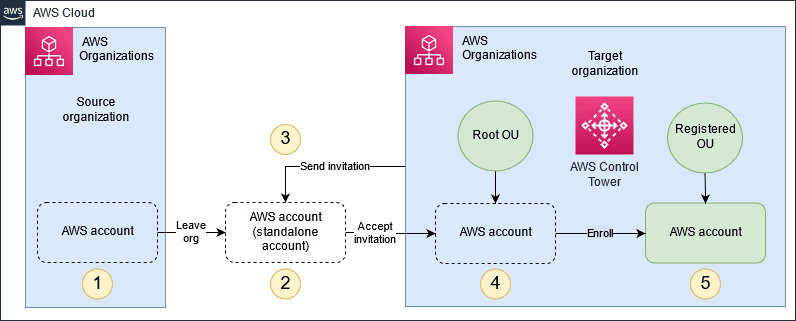 aws
AWS Cloud
AWS
Organizations
Source
organization
AWS account
1
Leave
org
3
Send invitation
AWS account
(standalone
account)
2
Accept
invitation
AWS
Organizations
Target
organization
Root OU
AWS Control
Tower
Registered
OU
AWS account
4
Enroll
AWS account
5